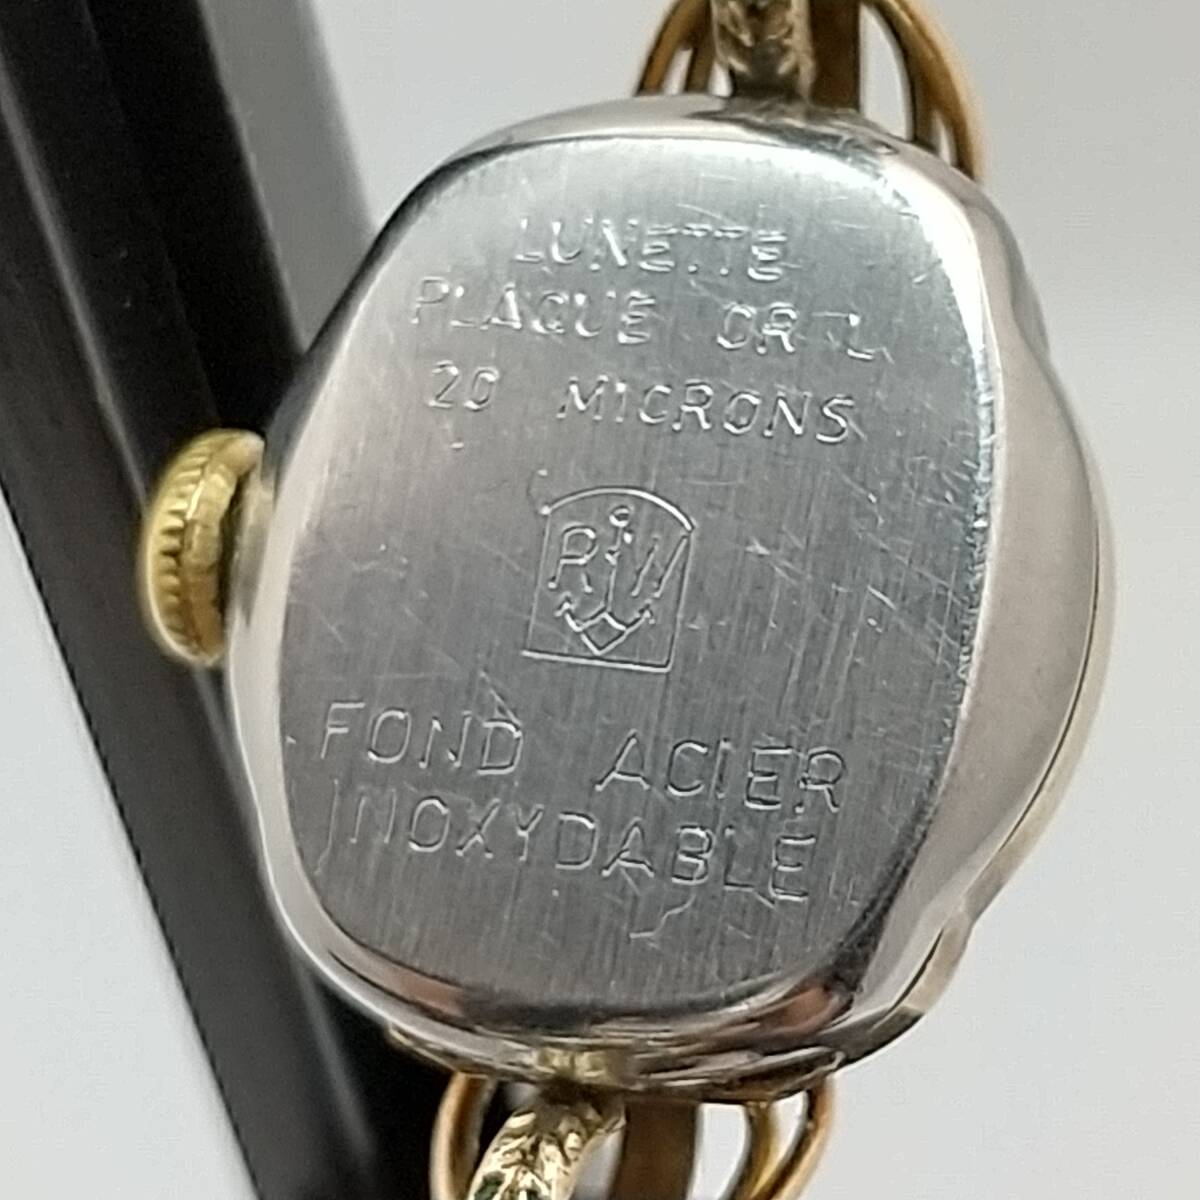 LUNETTE
PLAQUE OR L
20 MICRONS
RW
FOND ACIER
INOXYDABLE